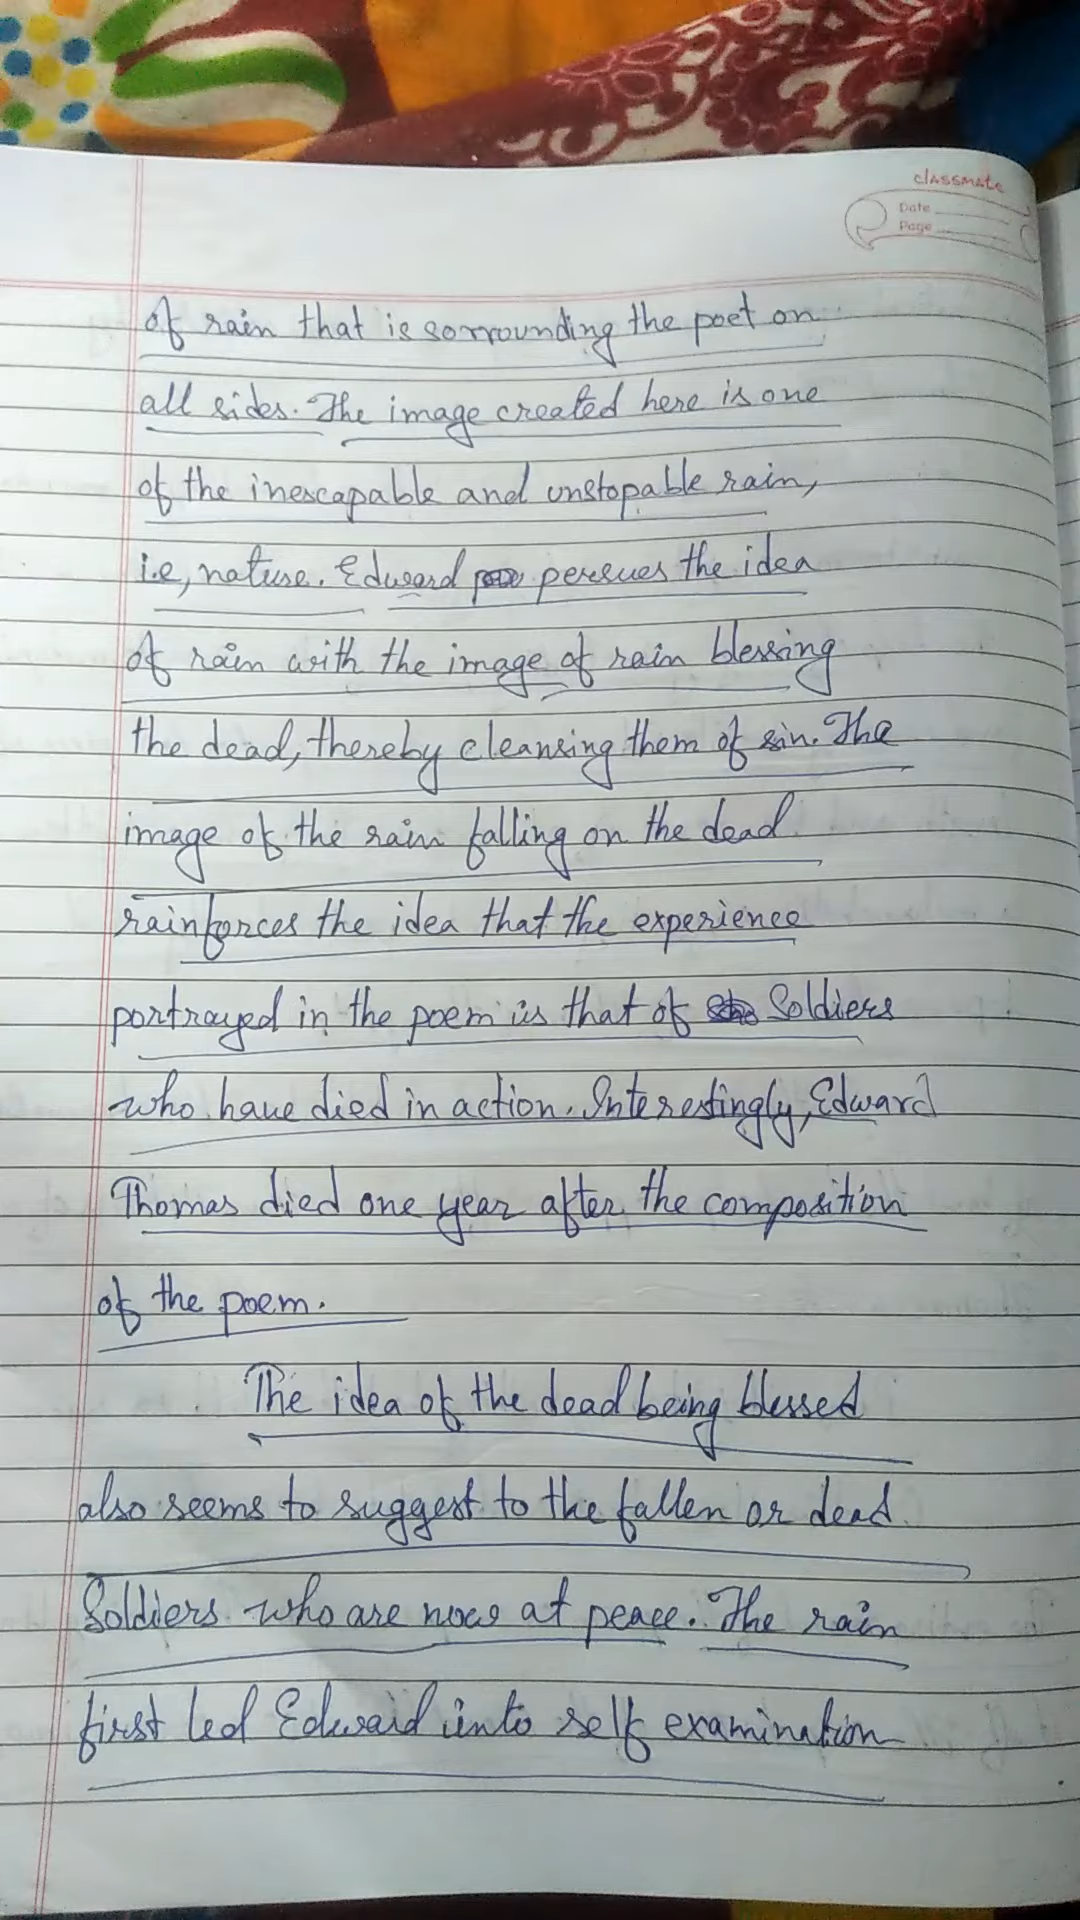 classmate
Date
Page
of rain that is sorrounding the poet on
all sides. The image created here is one
of the inescapable and unstopable rain,
i.e, nature. Edward persues the idea
of rain with the image of rain blessing
the dead, thereby cleansing them of sin. The
image of the rain falling on the dead
rainforces the idea that the experience
portrayed in the poem is that of Soldiers
who have died in action. Interestingly, Edward
Thomas died one year after the composition
of the poem.
The idea of the dead being blessed
also seems to suggest to the fallen or dead
Soldiers who are now at peace. The rain
first led Edward into self examination